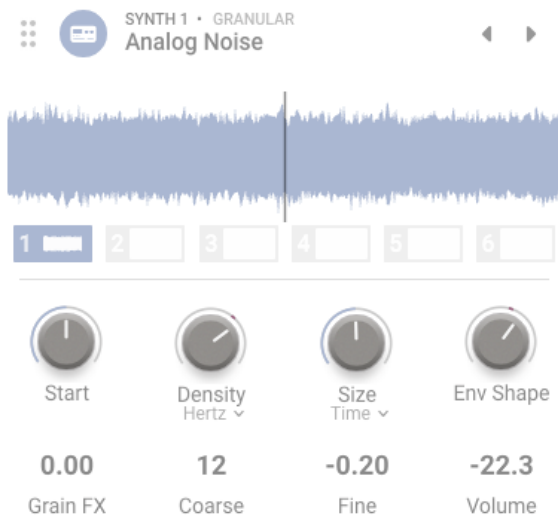 SYNTH 1 • GRANULAR
Analog Noise
1 2 3 4 5 6
Start Density Size Env Shape
Hertz Time
0.00 12 -0.20 -22.3
Grain FX Coarse Fine Volume